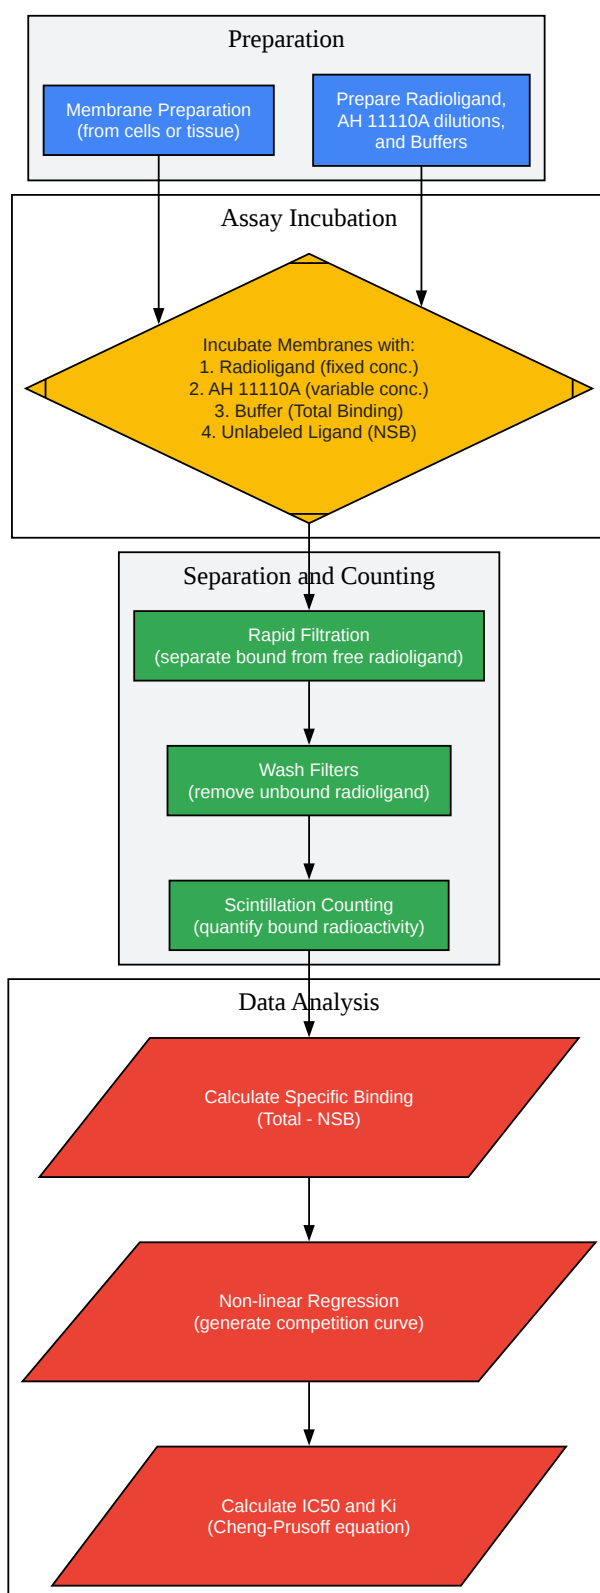 Preparation
Membrane Preparation
(from cells or tissue)
Prepare Radioligand,
AH 11110A dilutions,
and Buffers
Assay Incubation
Incubate Membranes with:
1. Radioligand (fixed conc.)
2. AH 11110A (variable conc.)
3. Buffer (Total Binding)
4. Unlabeled Ligand (NSB)
Separation and Counting
Rapid Filtration
(separate bound from free radioligand)
Wash Filters
(remove unbound radioligand)
Scintillation Counting
(quantify bound radioactivity)
Data Analysis
Calculate Specific Binding
(Total - NSB)
Non-linear Regression
(generate competition curve)
Calculate IC50 and Ki
(Cheng-Prusoff equation)